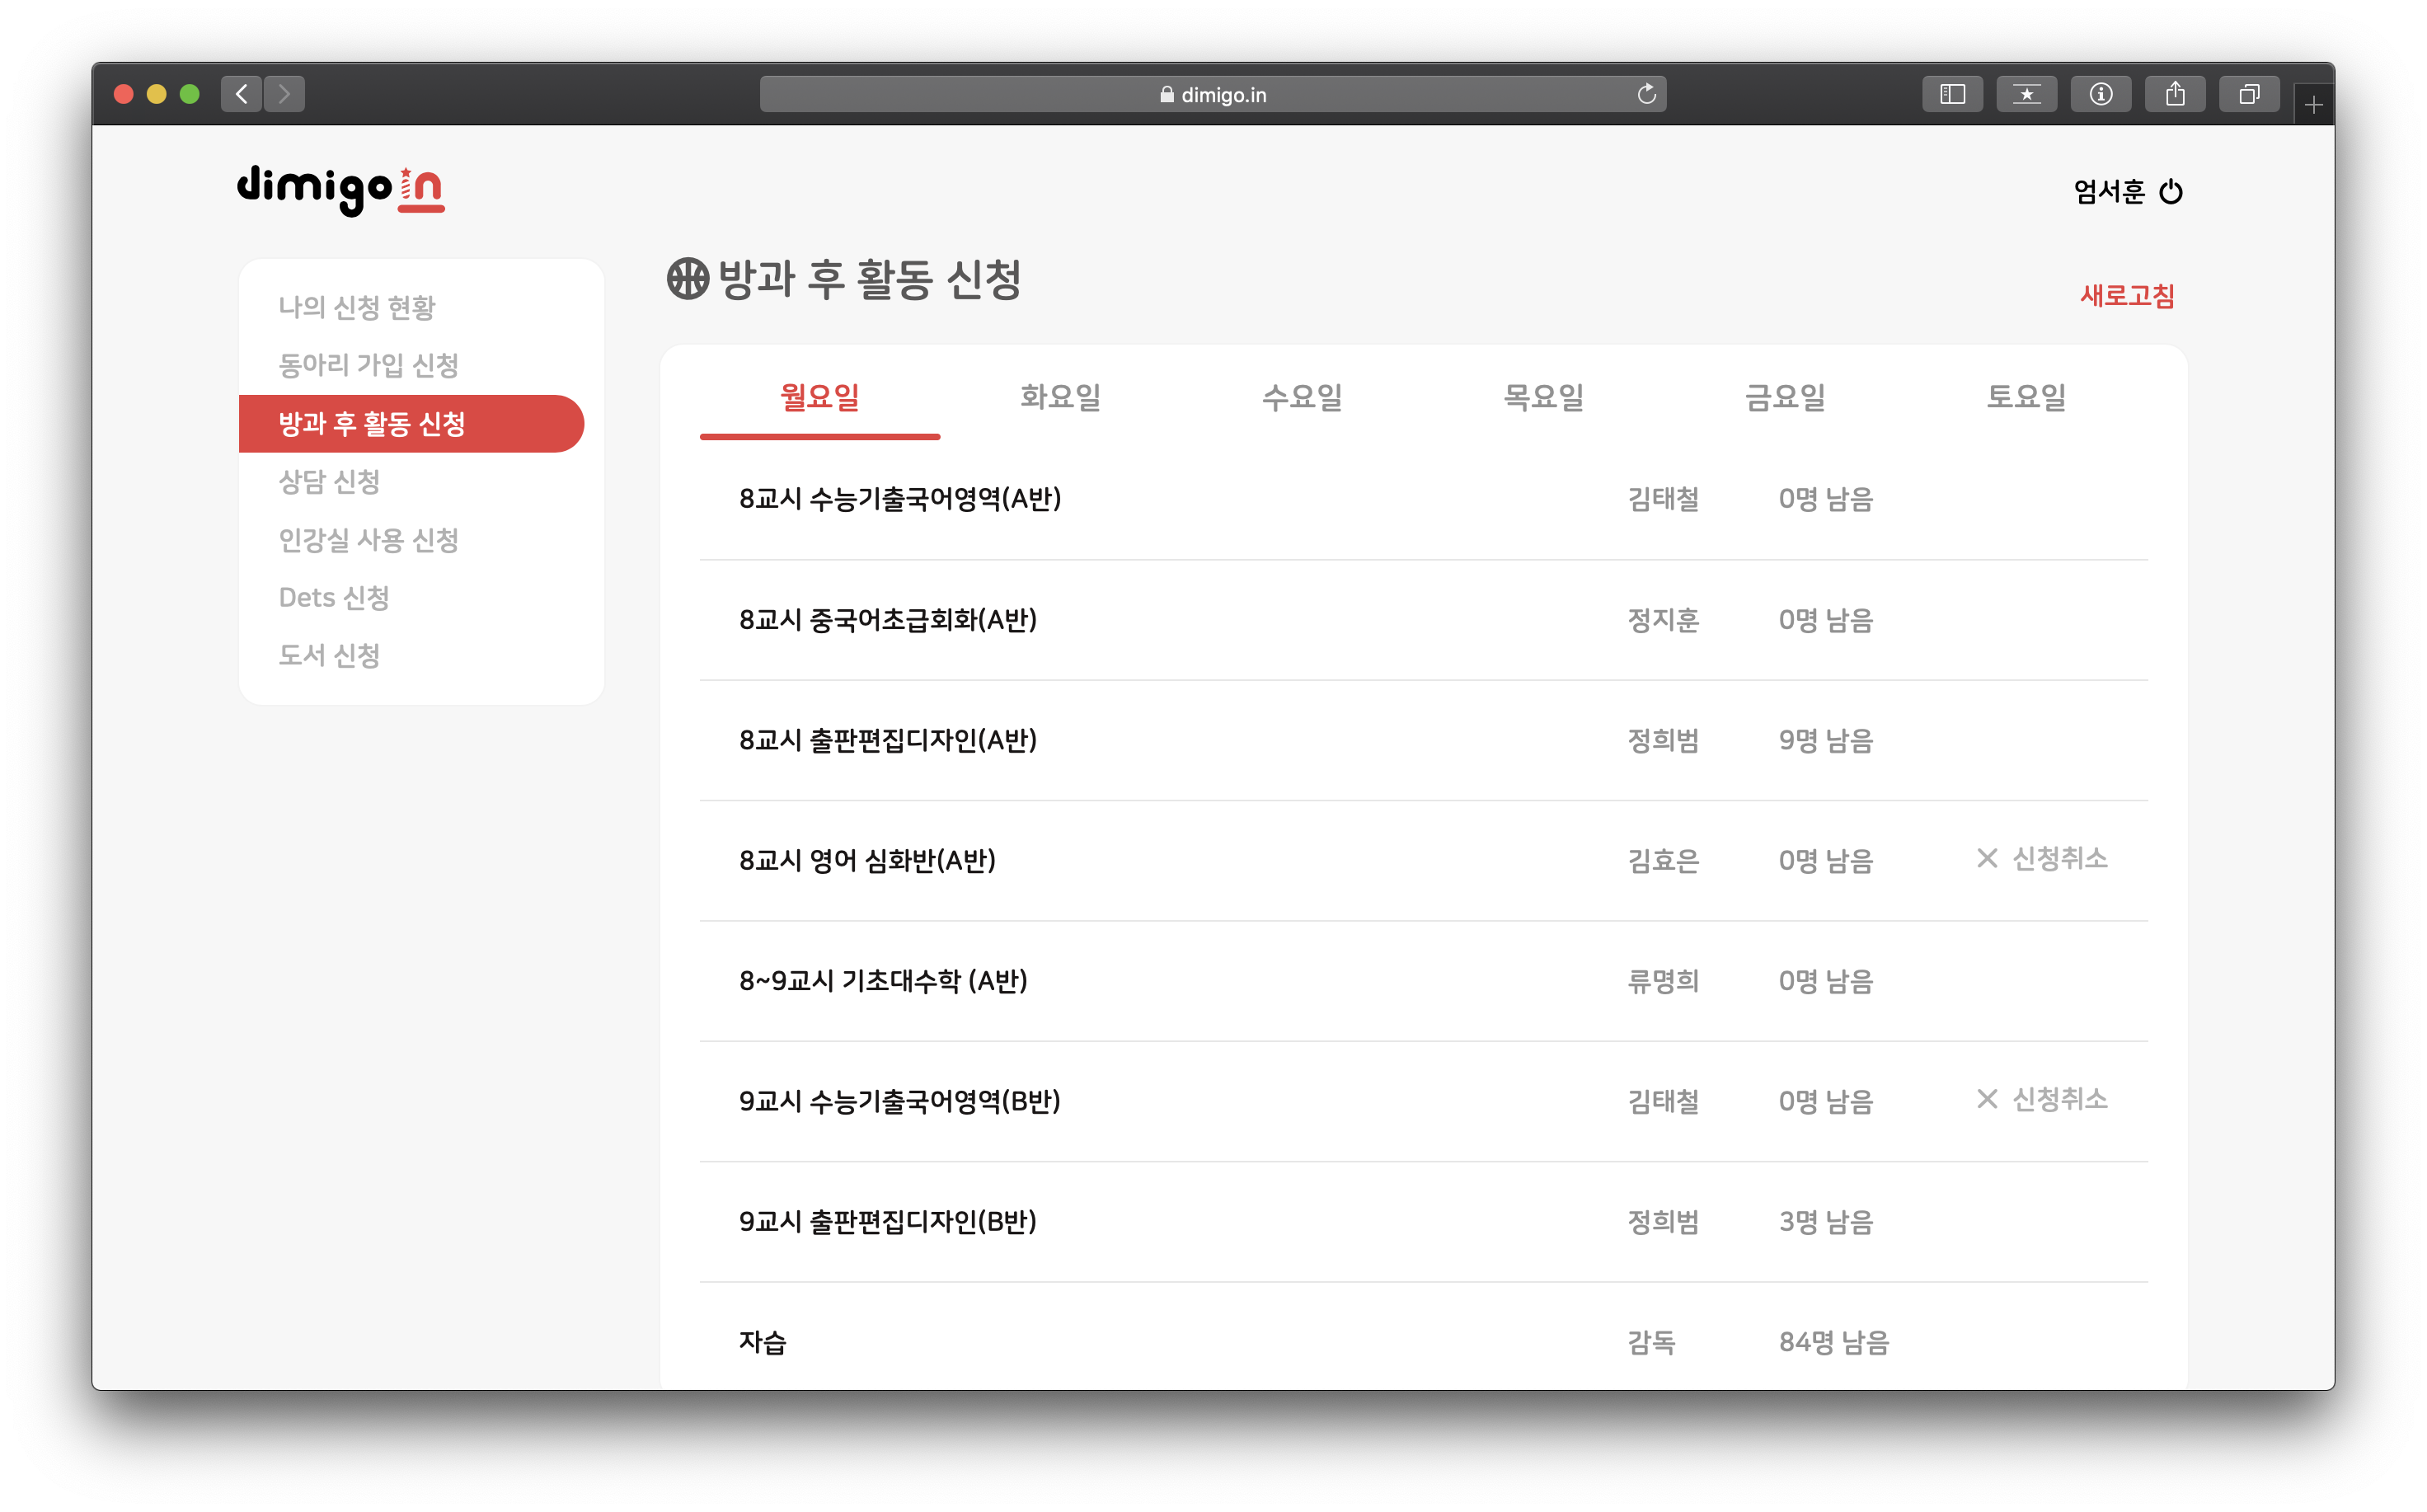 dimigo.in
dimigo in
엄서훈
나의 신청 현황
동아리 가입 신청
방과 후 활동 신청
상담 신청
인강실 사용 신청
Dets 신청
도서 신청
방과 후 활동 신청
새로고침
월요일 화요일 수요일 목요일 금요일 토요일
8교시 수능기출국어영역(A반) 김태철 0명 남음
8교시 중국어초급회화(A반) 정지훈 0명 남음
8교시 출판편집디자인(A반) 정희범 9명 남음
8교시 영어 심화반(A반) 김효은 0명 남음 신청취소
8~9교시 기초대수학 (A반) 류명희 0명 남음
9교시 수능기출국어영역(B반) 김태철 0명 남음 신청취소
9교시 출판편집디자인(B반) 정희범 3명 남음
자습 감독 84명 남음